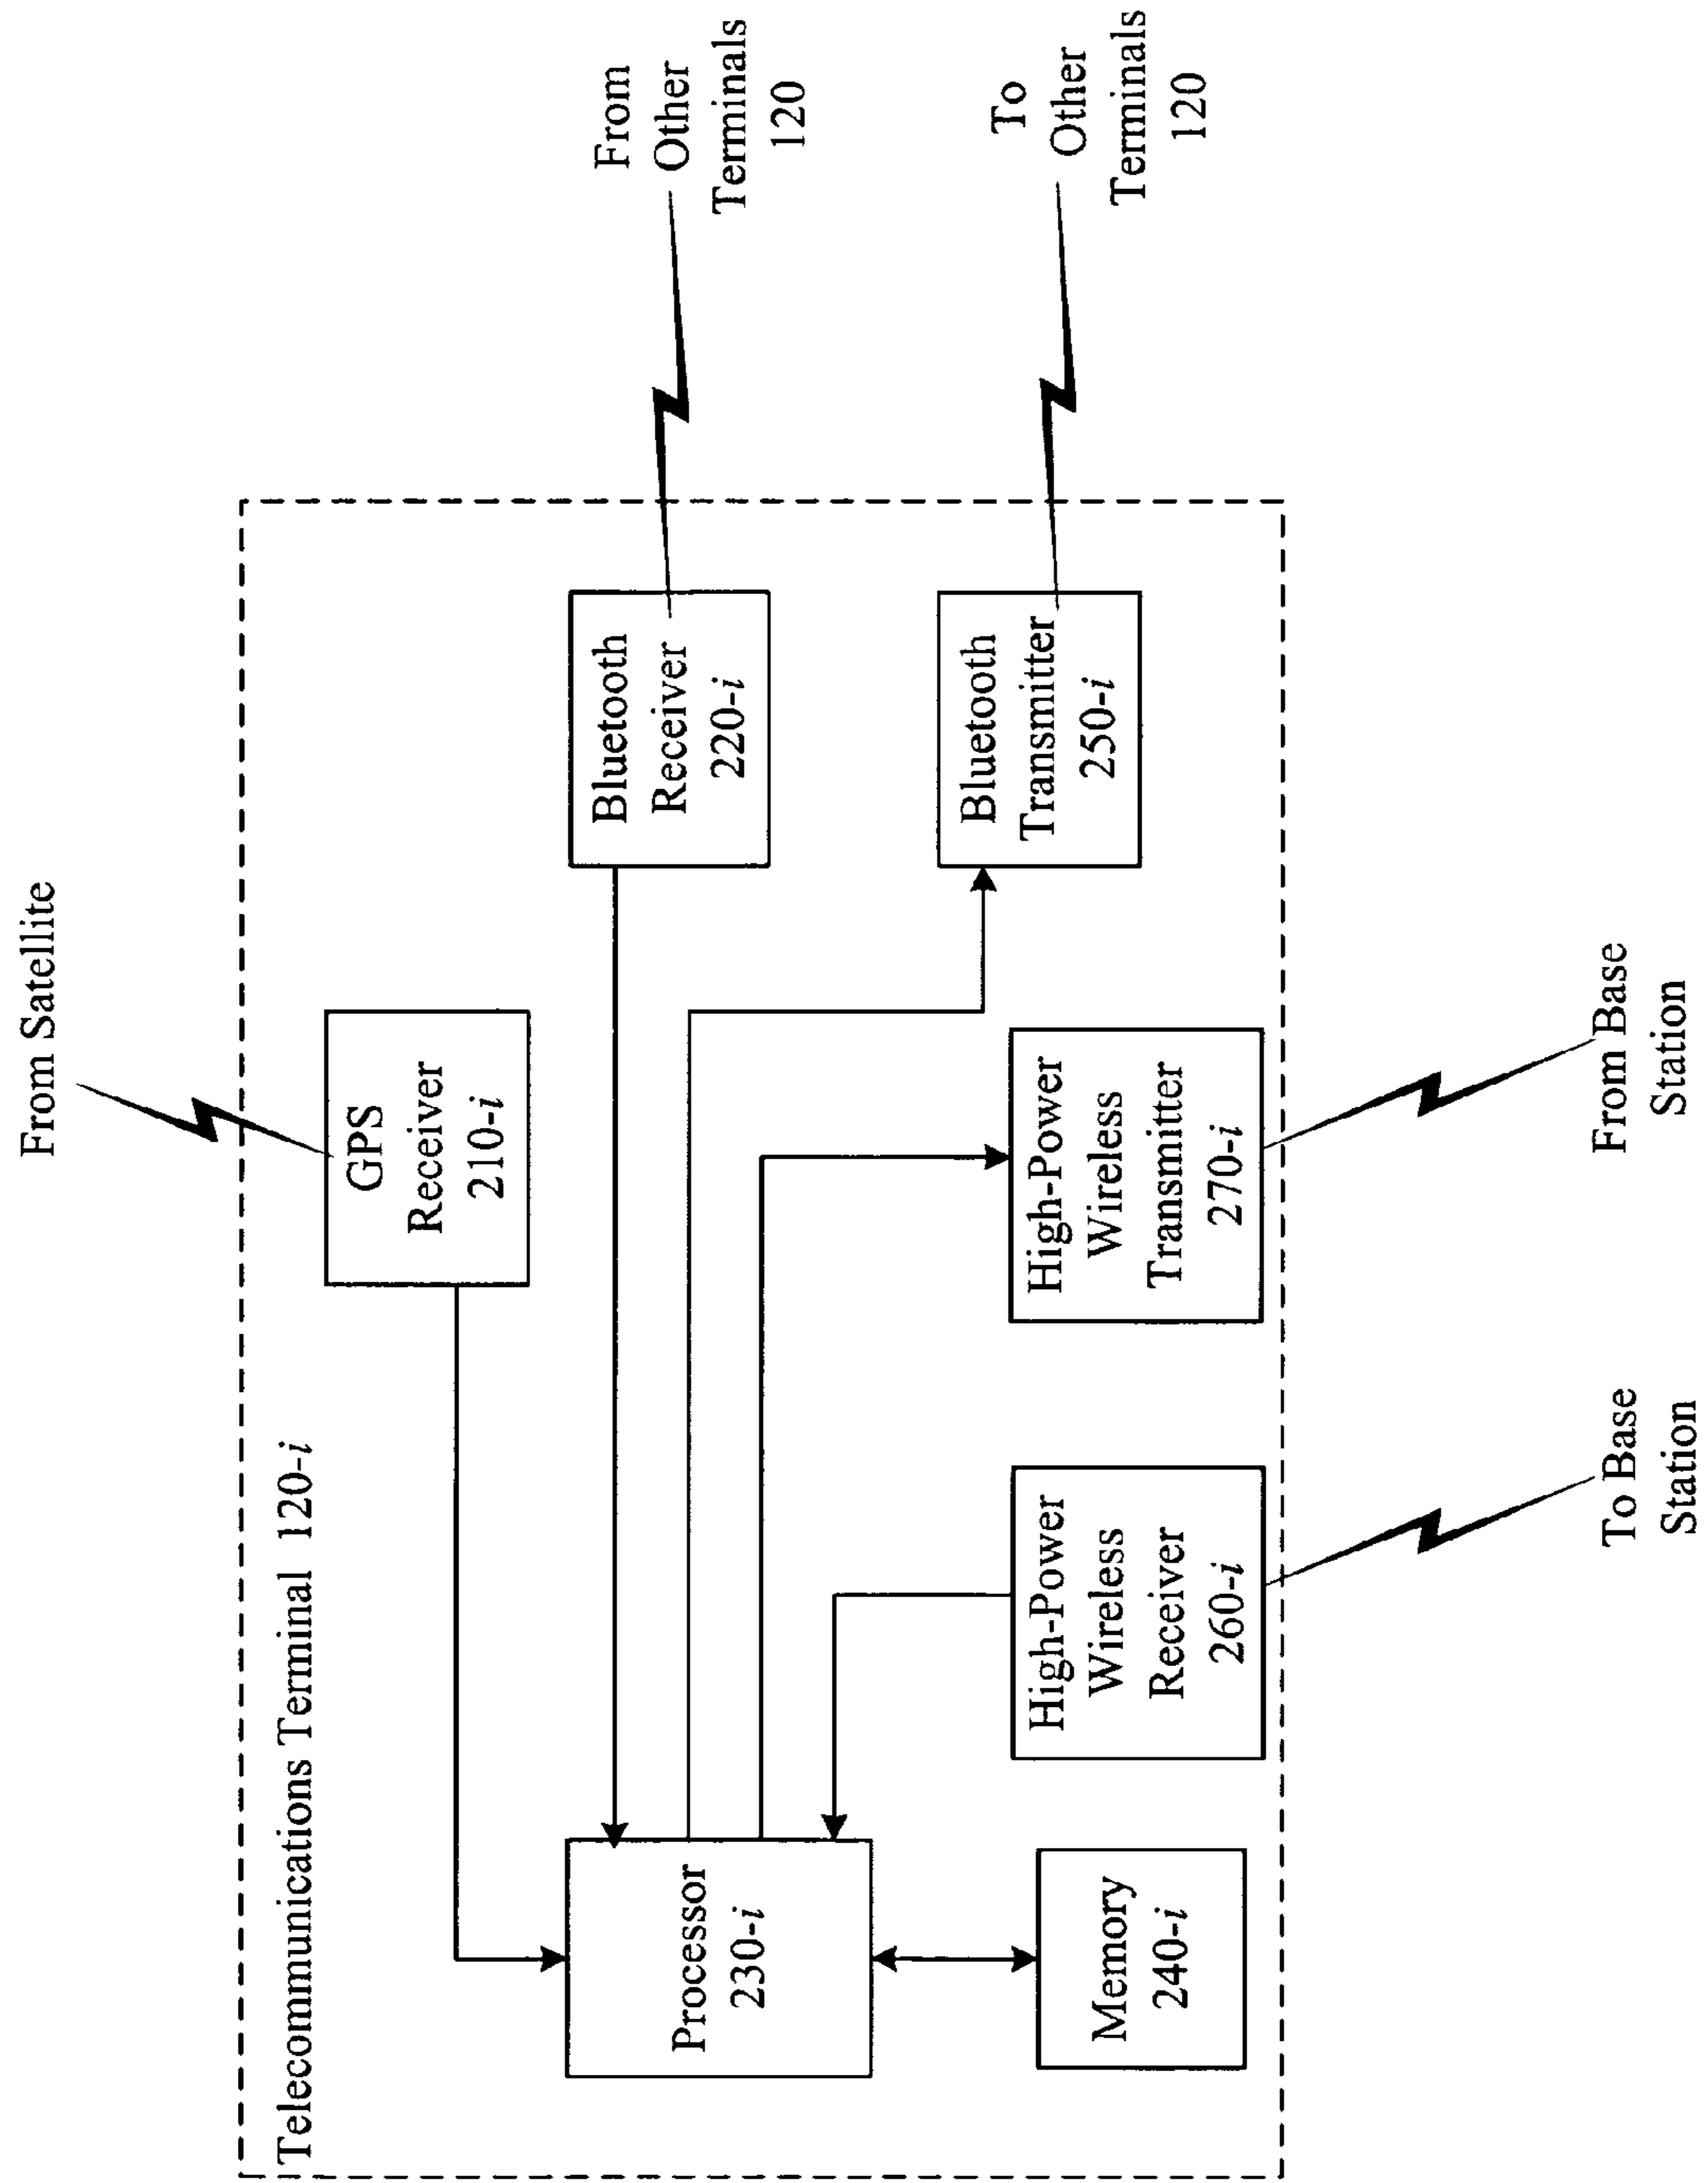 From Satellite
Telecommunications Terminal 120-i
GPS
Receiver
210-i
From
Other
Terminals
120
Bluetooth
Receiver
220-i
Processor
230-i
To
Other
Terminals
120
Bluetooth
Transmitter
250-i
Memory
240-i
High-Power
Wireless
Receiver
260-i
High-Power
Wireless
Transmitter
270-i
To Base
Station
From Base
Station